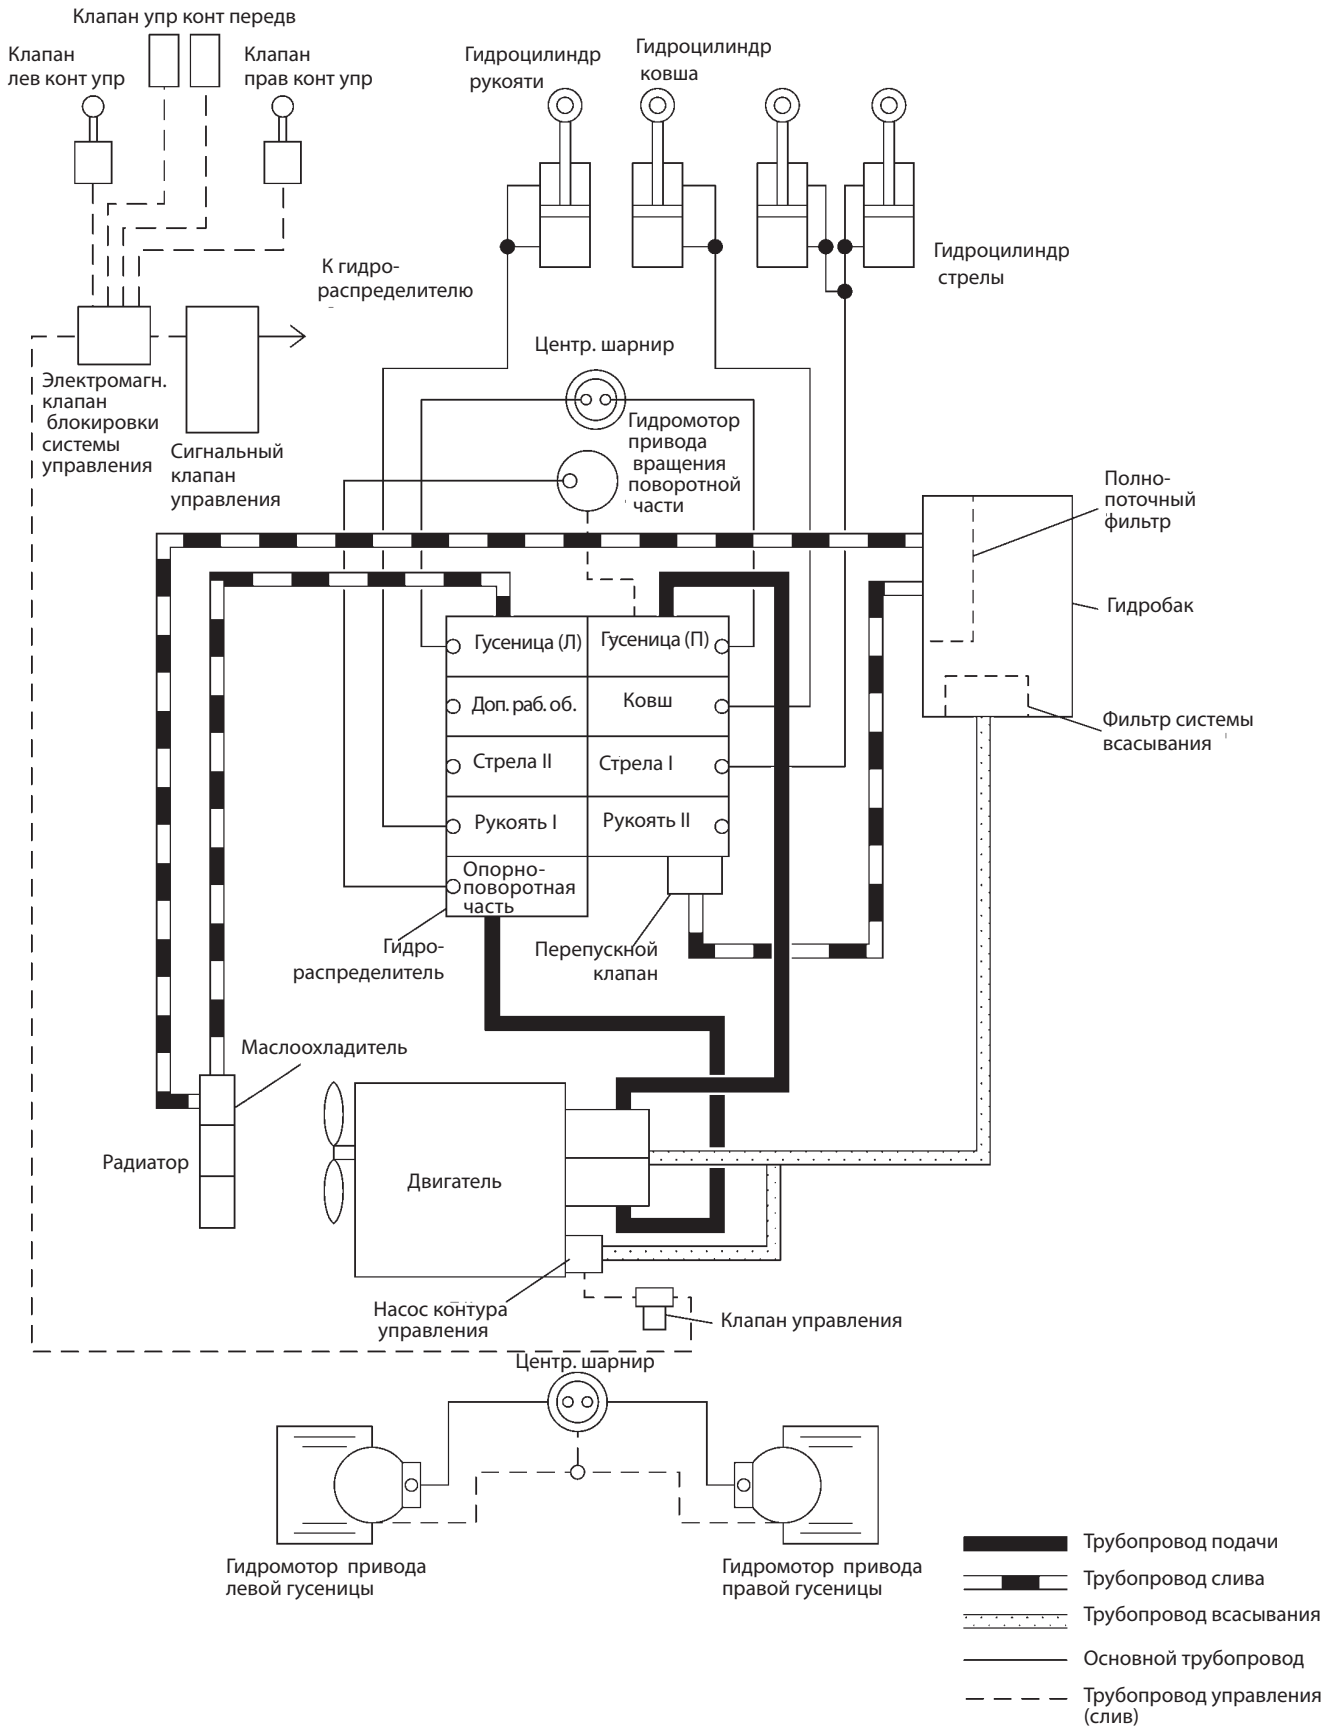 Клапан упр конт передв
Клапан
лев конт упр
Клапан
прав конт упр
Гидроцилиндр
рукояти
Гидроцилиндр
ковша
Гидроцилиндр
стрелы
К гидро-
распределителю
Электромагн.
клапан
блокировки
системы
управления
Сигнальный
клапан
управления
Центр. шарнир
Гидромотор
привода
вращения
поворотной
части
Полно-
поточный
фильтр
Гидробак
Фильтр системы
всасывания
Гусеница (Л)
Гусеница (П)
Доп. раб. об.
Ковш
Стрела II
Стрела I
Рукоять I
Рукоять II
Опорно-
поворотная
часть
Гидро-
распределитель
Перепускной
клапан
Маслоохладитель
Радиатор
Двигатель
Насос контура
управления
Клапан управления
Центр. шарнир
Гидромотор привода
левой гусеницы
Гидромотор привода
правой гусеницы
Трубопровод подачи
Трубопровод слива
Трубопровод всасывания
Основной трубопровод
Трубопровод управления
(слив)